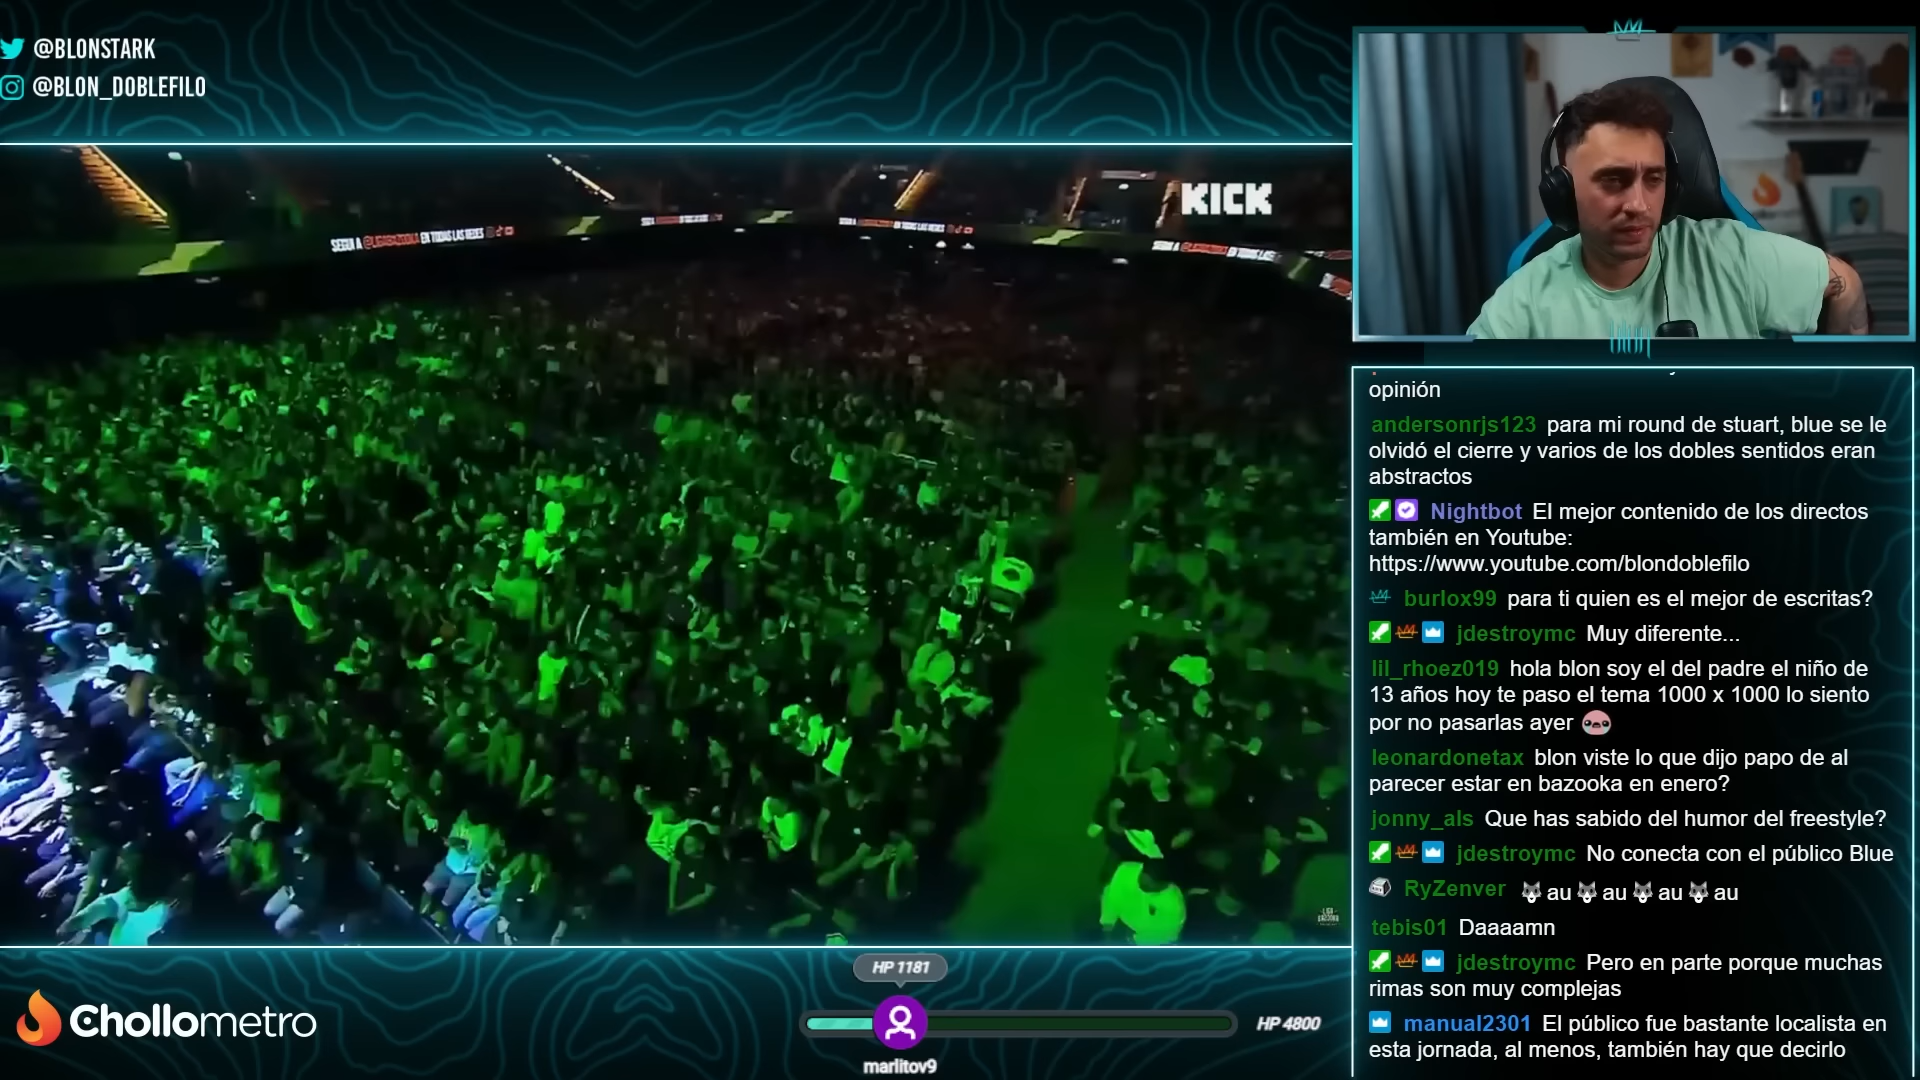 @BLONSTARK
@BLON_DOBLEFILO
KICK
SEGUI A @LIGABAZOOKA EN TODAS LAS REDES
opinión
andersonrjs123 para mi round de stuart, blue se le
olvidó el cierre y varios de los dobles sentidos eran
abstractos
Nightbot El mejor contenido de los directos
también en Youtube:
https://www.youtube.com/blondoblefilo
burlox99 para ti quien es el mejor de escritas?
jdestroymc Muy diferente...
lil_rhoez019 hola blon soy el del padre el niño de
13 años hoy te paso el tema 1000 x 1000 lo siento
por no pasarlas ayer
leonardonetax blon viste lo que dijo papo de al
parecer estar en bazooka en enero?
jonny_als Que has sabido del humor del freestyle?
jdestroymc No conecta con el público Blue
RyZenver au au au au
tebis01 Daaaamn
jdestroymc Pero en parte porque muchas
rimas son muy complejas
manual2301 El público fue bastante localista en
esta jornada, al menos, también hay que decirlo
HP 1181
Chollometro
HP 4800
marlitov9